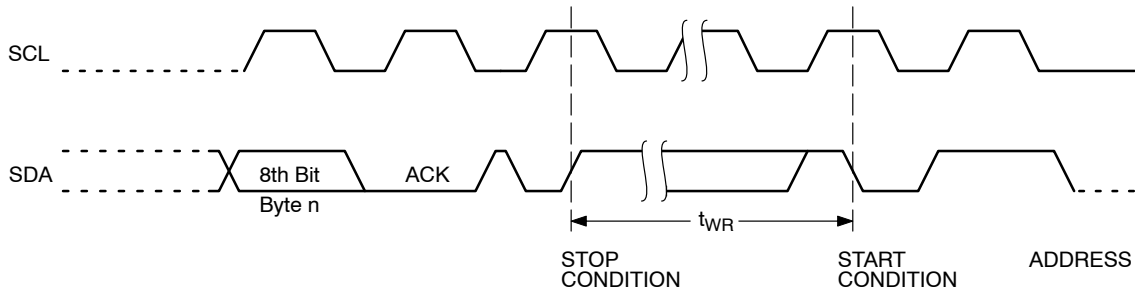 SCL
SDA
8th Bit
Byte n
ACK
tWR
STOP
CONDITION
START
CONDITION
ADDRESS